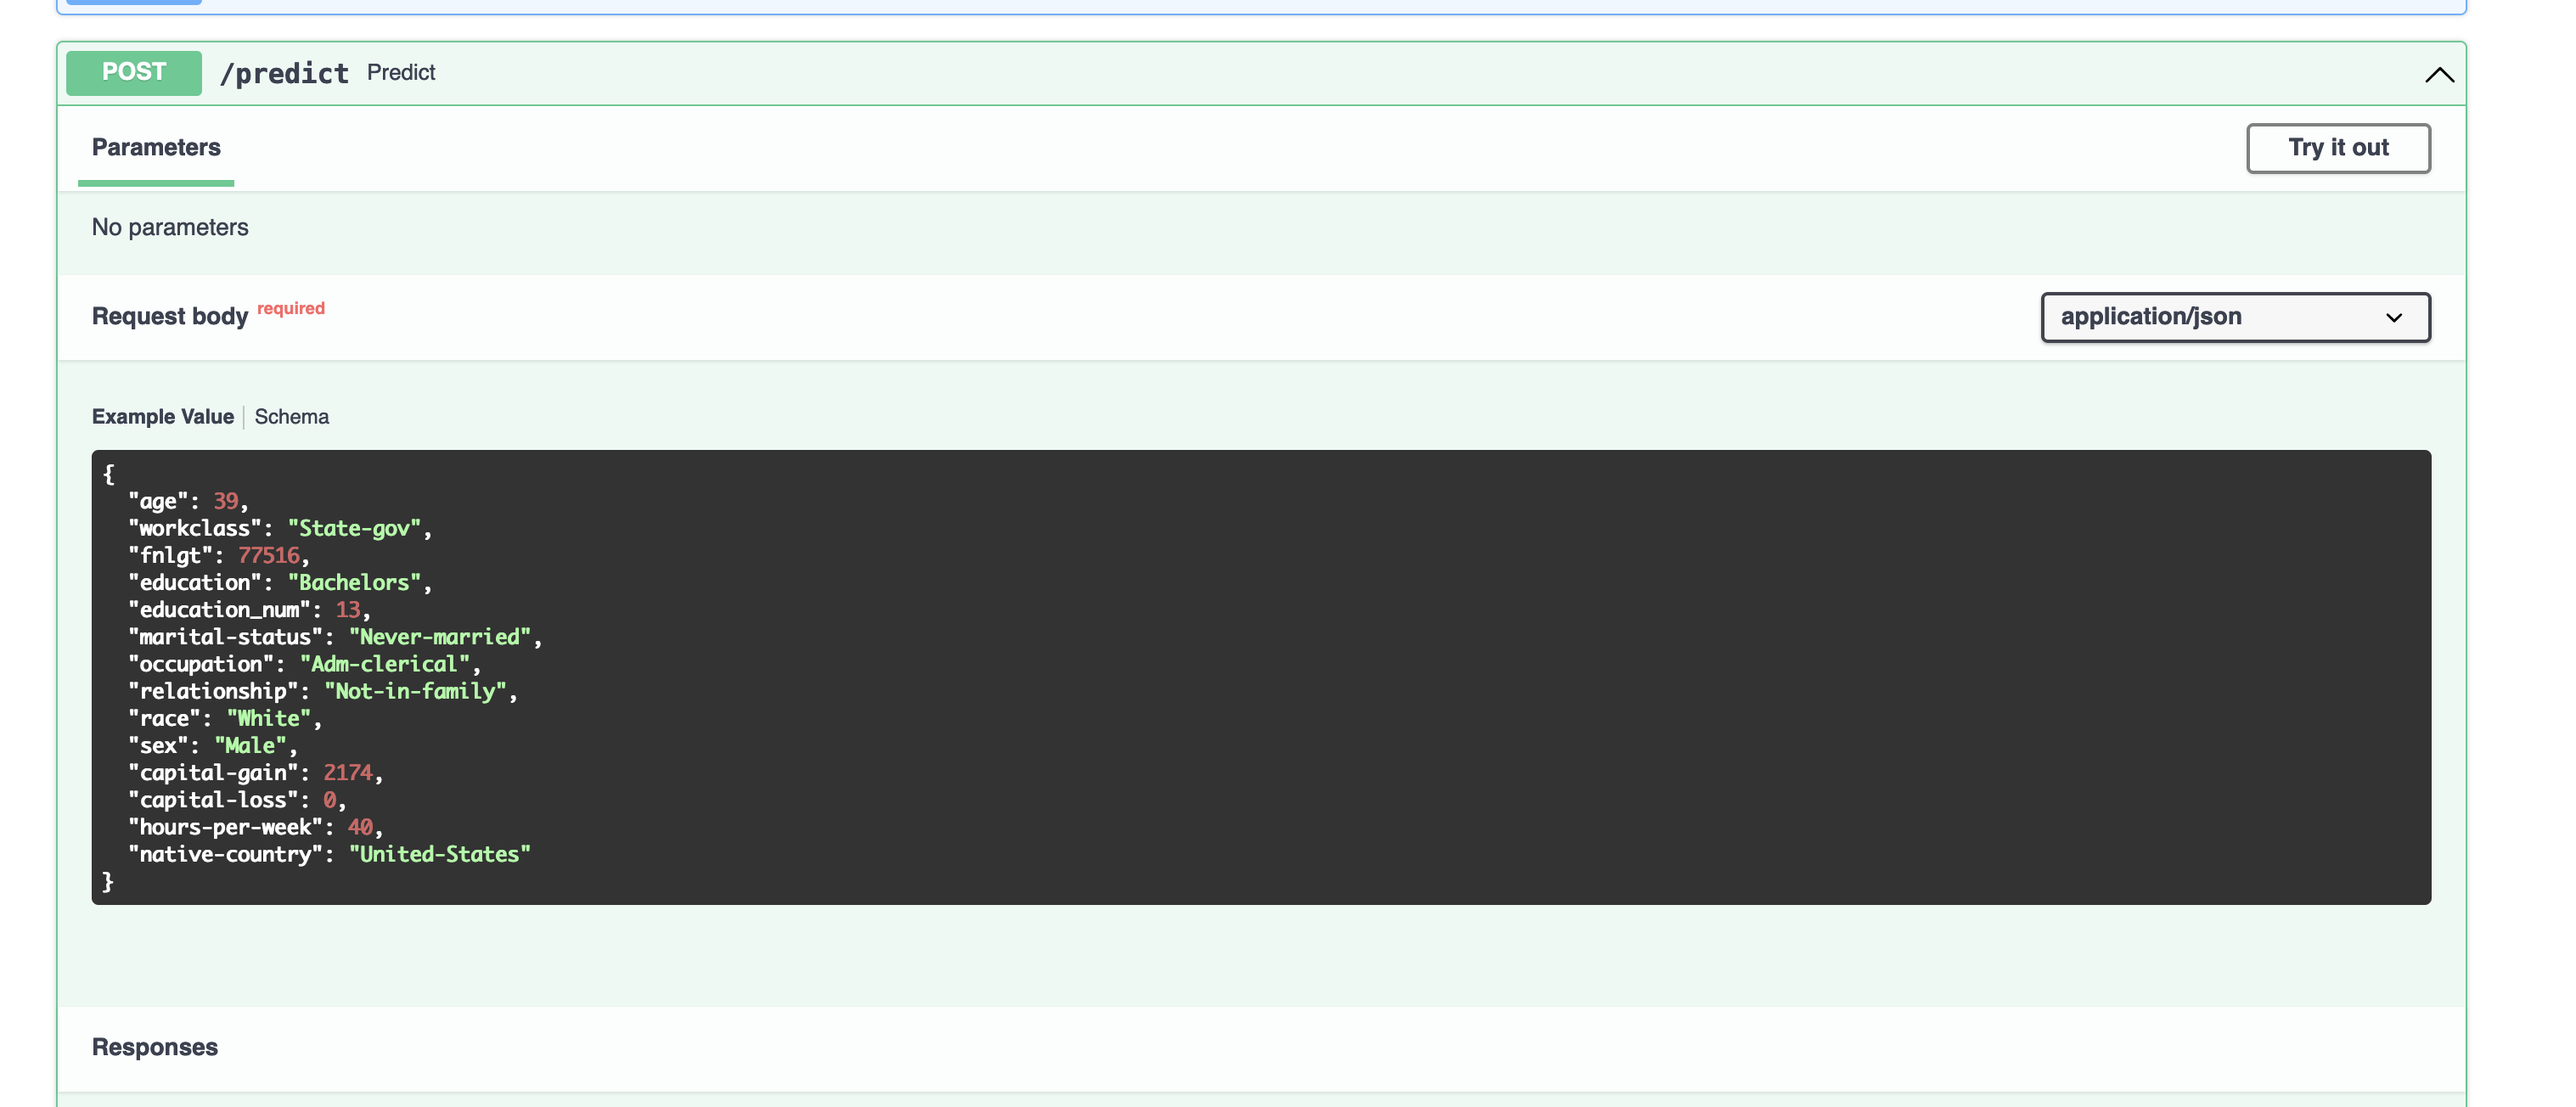 POST /predict Predict
Parameters
Try it out
No parameters
Request body required
application/json
Example Value | Schema
{
  "age": 39,
  "workclass": "State-gov",
  "fnlgt": 77516,
  "education": "Bachelors",
  "education_num": 13,
  "marital-status": "Never-married",
  "occupation": "Adm-clerical",
  "relationship": "Not-in-family",
  "race": "White",
  "sex": "Male",
  "capital-gain": 2174,
  "capital-loss": 0,
  "hours-per-week": 40,
  "native-country": "United-States"
}
Responses